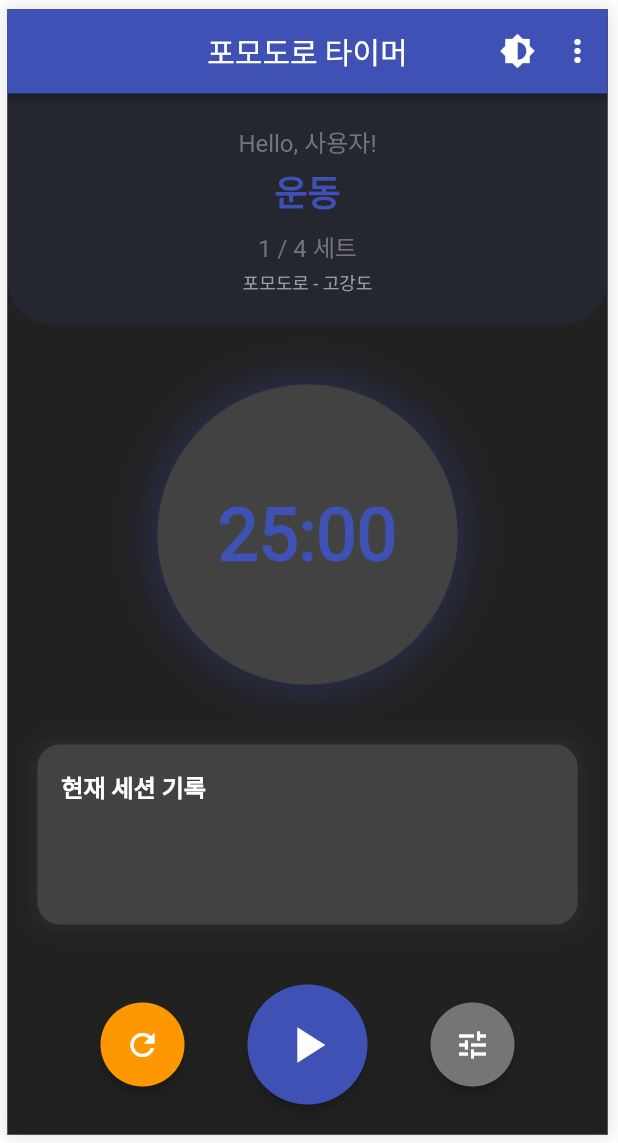 포모도로 타이머
Hello, 사용자!
운동
1 / 4 세트
포모도로 - 고강도
25:00
현재 세션 기록